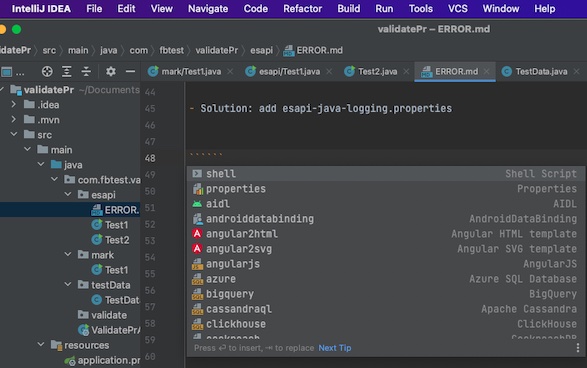 IntelliJ IDEA File Edit View Navigate Code Refactor Build Run Tools VCS Window Help
validatePr – ERROR.md
idatePr src main java com fbtest validatePr esapi ERROR.md
... mark/Test1.java esapi/Test1.java Test2.java ERROR.md TestData.java
validatePr ~/Documents
.idea
.mvn
src
main
java
com.fbtest.va
esapi
ERROR.
Test1
Test2
mark
Test1
testData
TestDat
validate
ValidatePrA
resources
application.pr
44
45 - Solution: add esapi-java-logging.properties
46
47
48 ``````
49
50
51
52
53
54
55
56
57
58
59
60
shell Shell Script
properties Properties
aidl AIDL
androiddatabinding AndroidDataBinding
angular2html Angular HTML template
angular2svg Angular SVG template
angularjs AngularJS
azure Azure SQL Database
bigquery BigQuery
cassandraql Apache Cassandra
clickhouse ClickHouse
Press ⏎ to insert, ⇥ to replace Next Tip